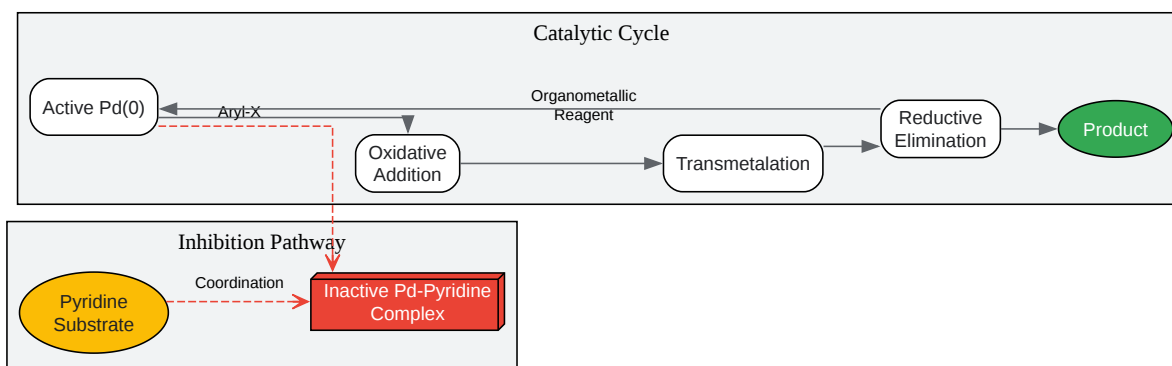 Catalytic Cycle
Active Pd(0)
Aryl-X
Organometallic
Reagent
Oxidative
Addition
Transmetalation
Reductive
Elimination
Product
Inhibition Pathway
Pyridine
Substrate
Coordination
Inactive Pd-Pyridine
Complex